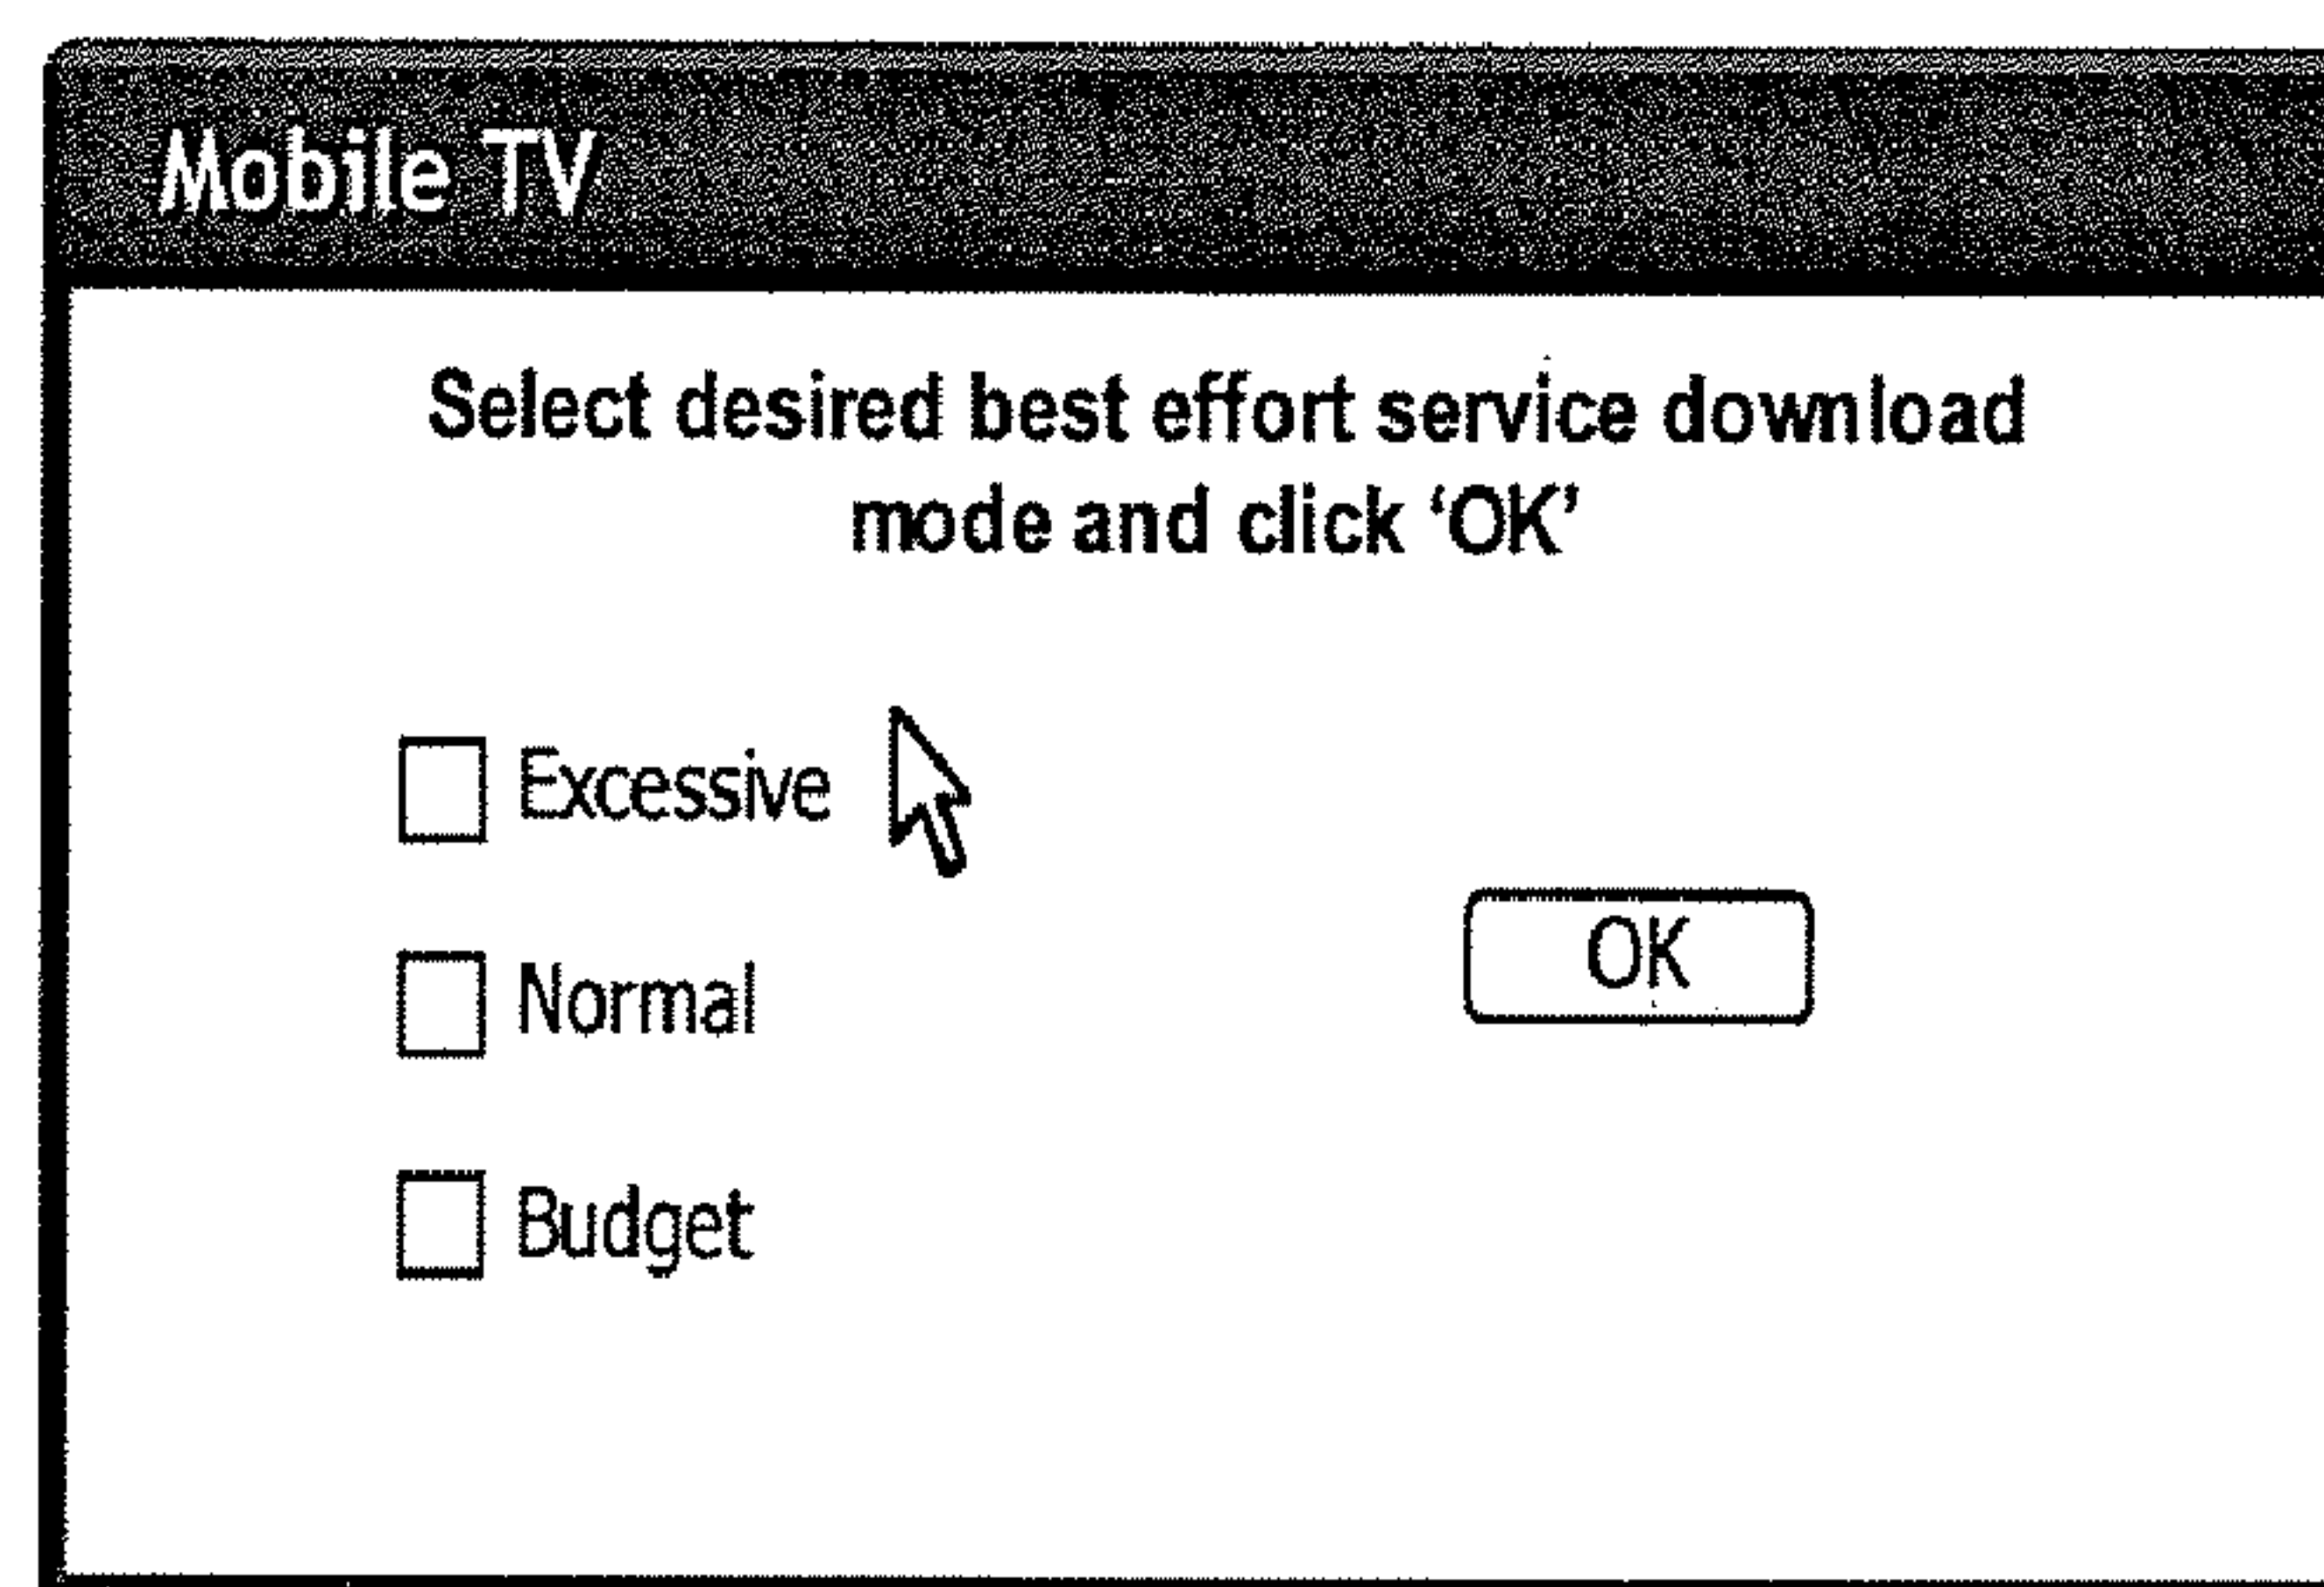 Mobile TV
Select desired best effort service download
mode and click ‘OK’
Excessive
Normal
OK
Budget